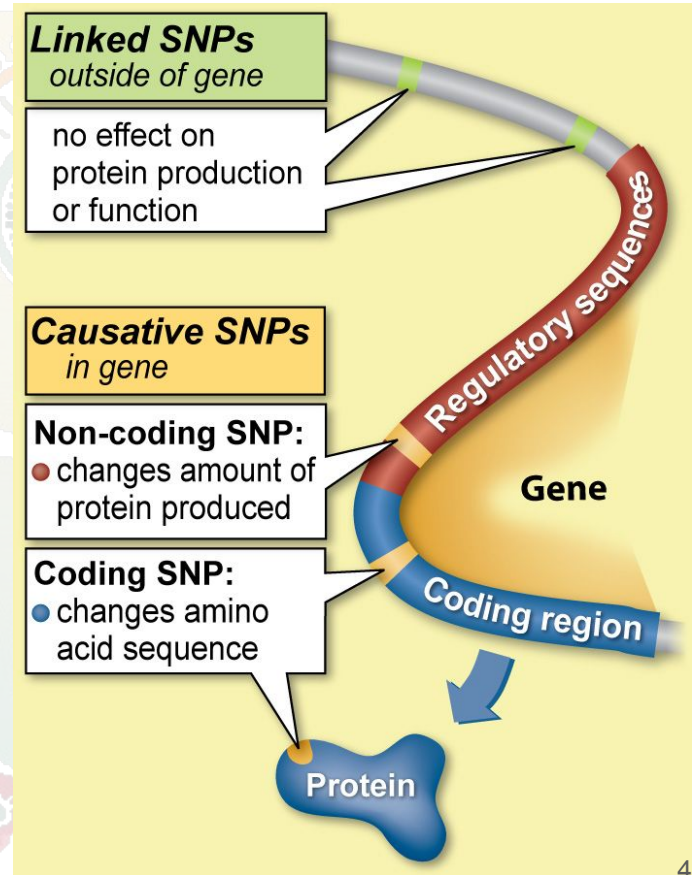 Linked SNPs
outside of gene
no effect on
protein production
or function
Regulatory sequences
Causative SNPs
in gene
Non-coding SNP:
● changes amount of
protein produced
Gene
Coding SNP:
● changes amino
acid sequence
Coding region
Protein
4